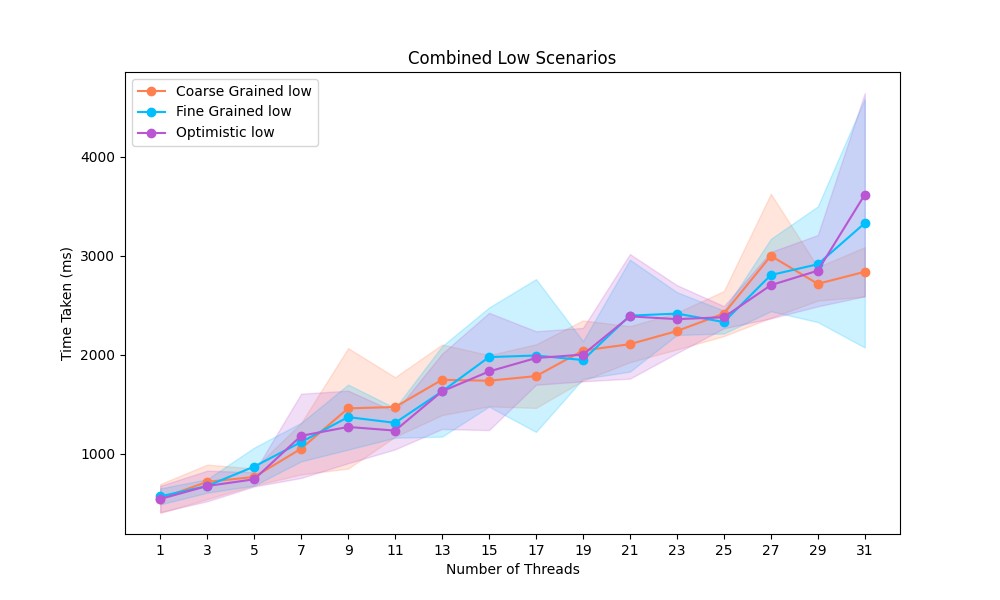 Combined Low Scenarios
Coarse Grained low
Fine Grained low
Optimistic low
Time Taken (ms)
4000
3000
2000
1000
1 3 5 7 9 11 13 15 17 19 21 23 25 27 29 31
Number of Threads